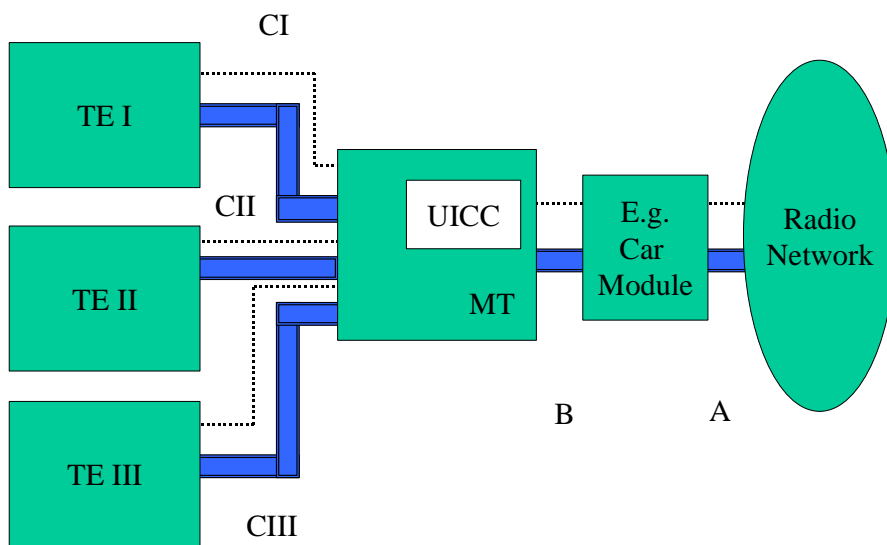 CI
TE I
CII
UICC
E.g.
Car
Module
Radio
Network
TE II
MT
B
A
TE III
CIII